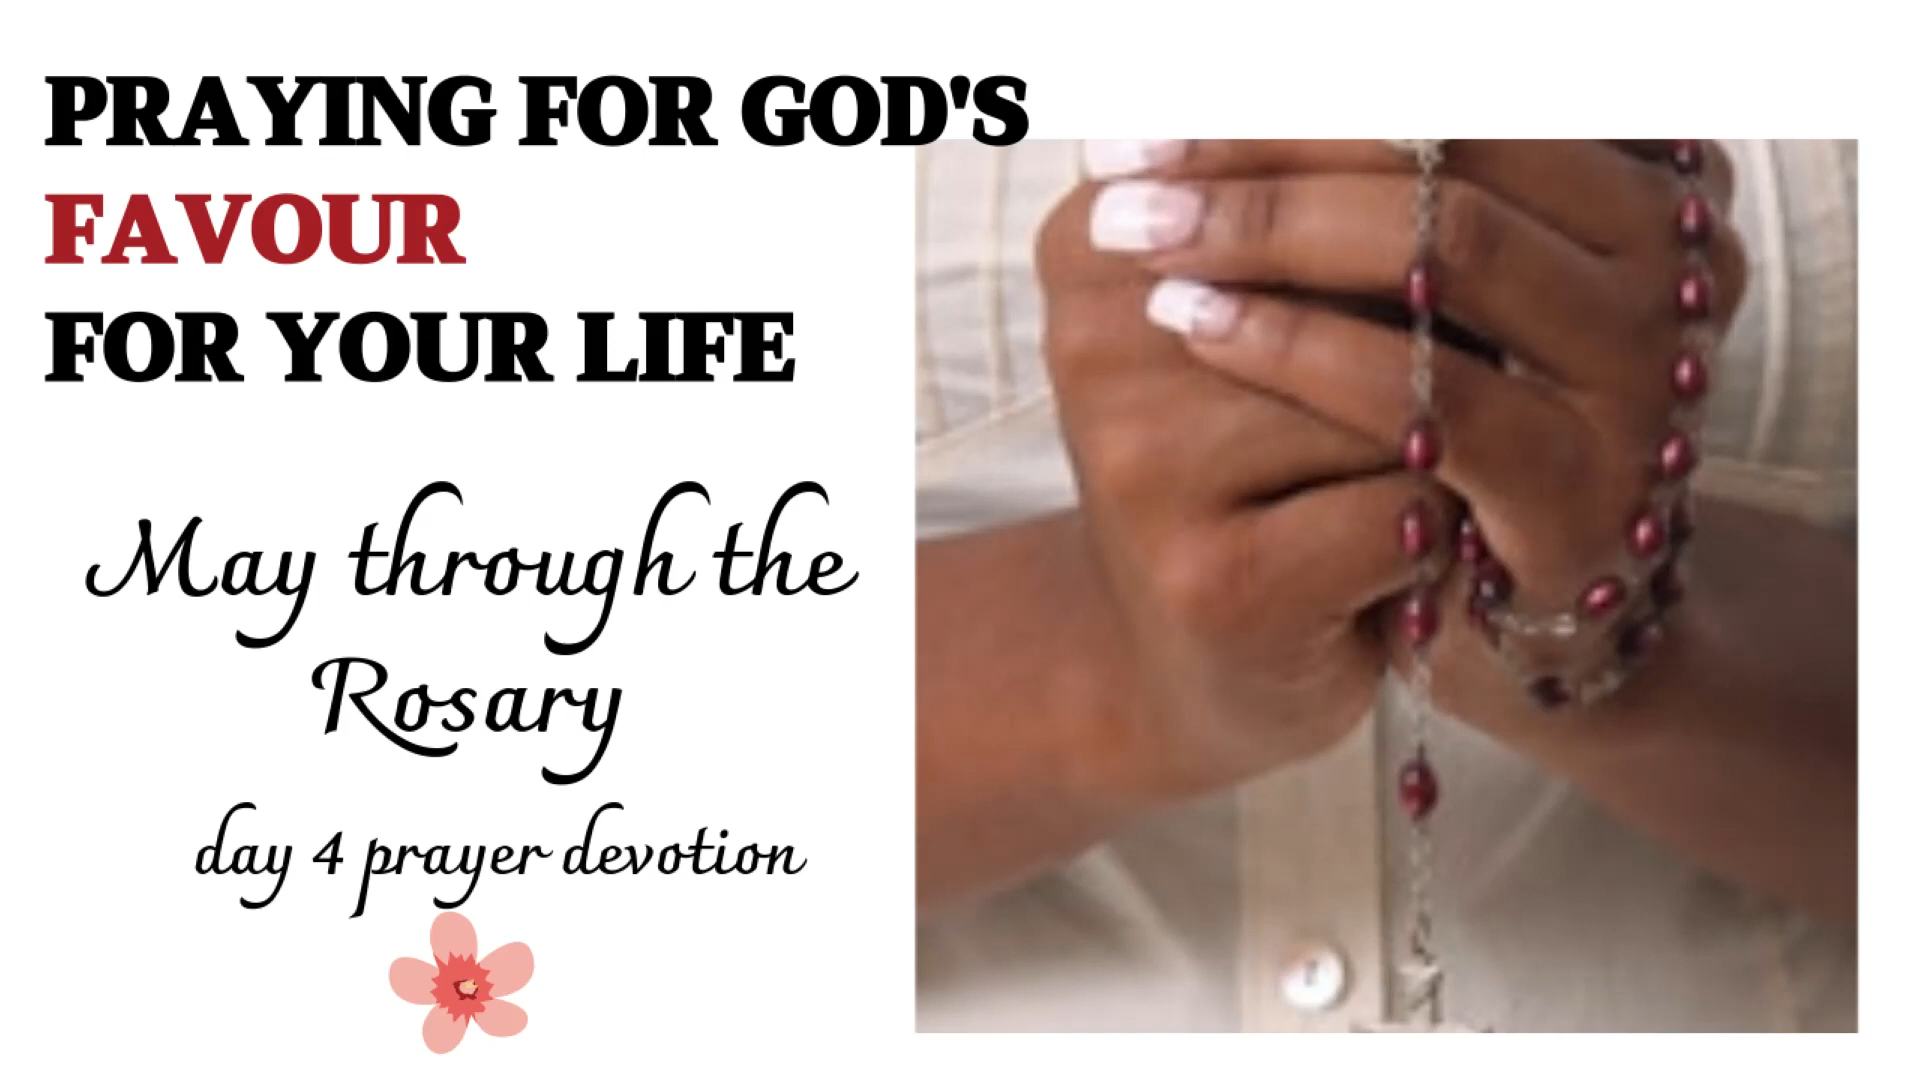 PRAYING FOR GOD'S
FAVOUR
FOR YOUR LIFE
May through the
Rosary
day 4 prayer devotion